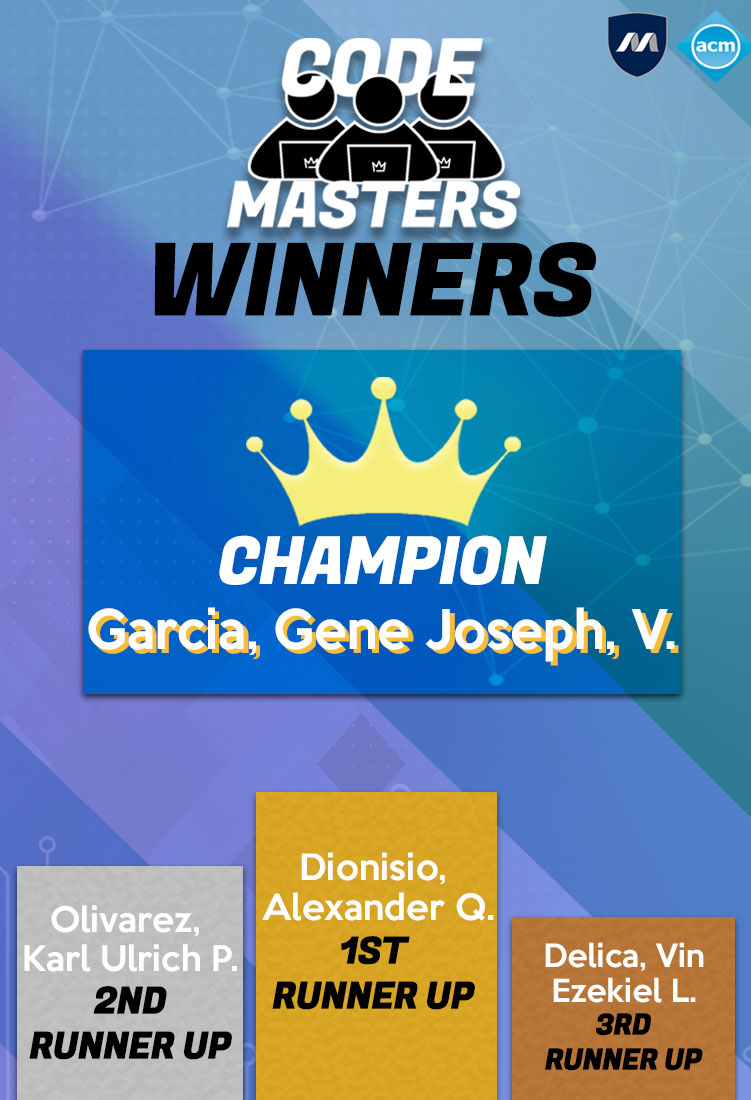 acm
CODE
MASTERS
WINNERS
CHAMPION
Garcia, Gene Joseph, V.
Dionisio,
Alexander Q.
1ST
RUNNER UP
Olivarez,
Karl Ulrich P.
2ND
RUNNER UP
Delica, Vin
Ezekiel L.
3RD
RUNNER UP